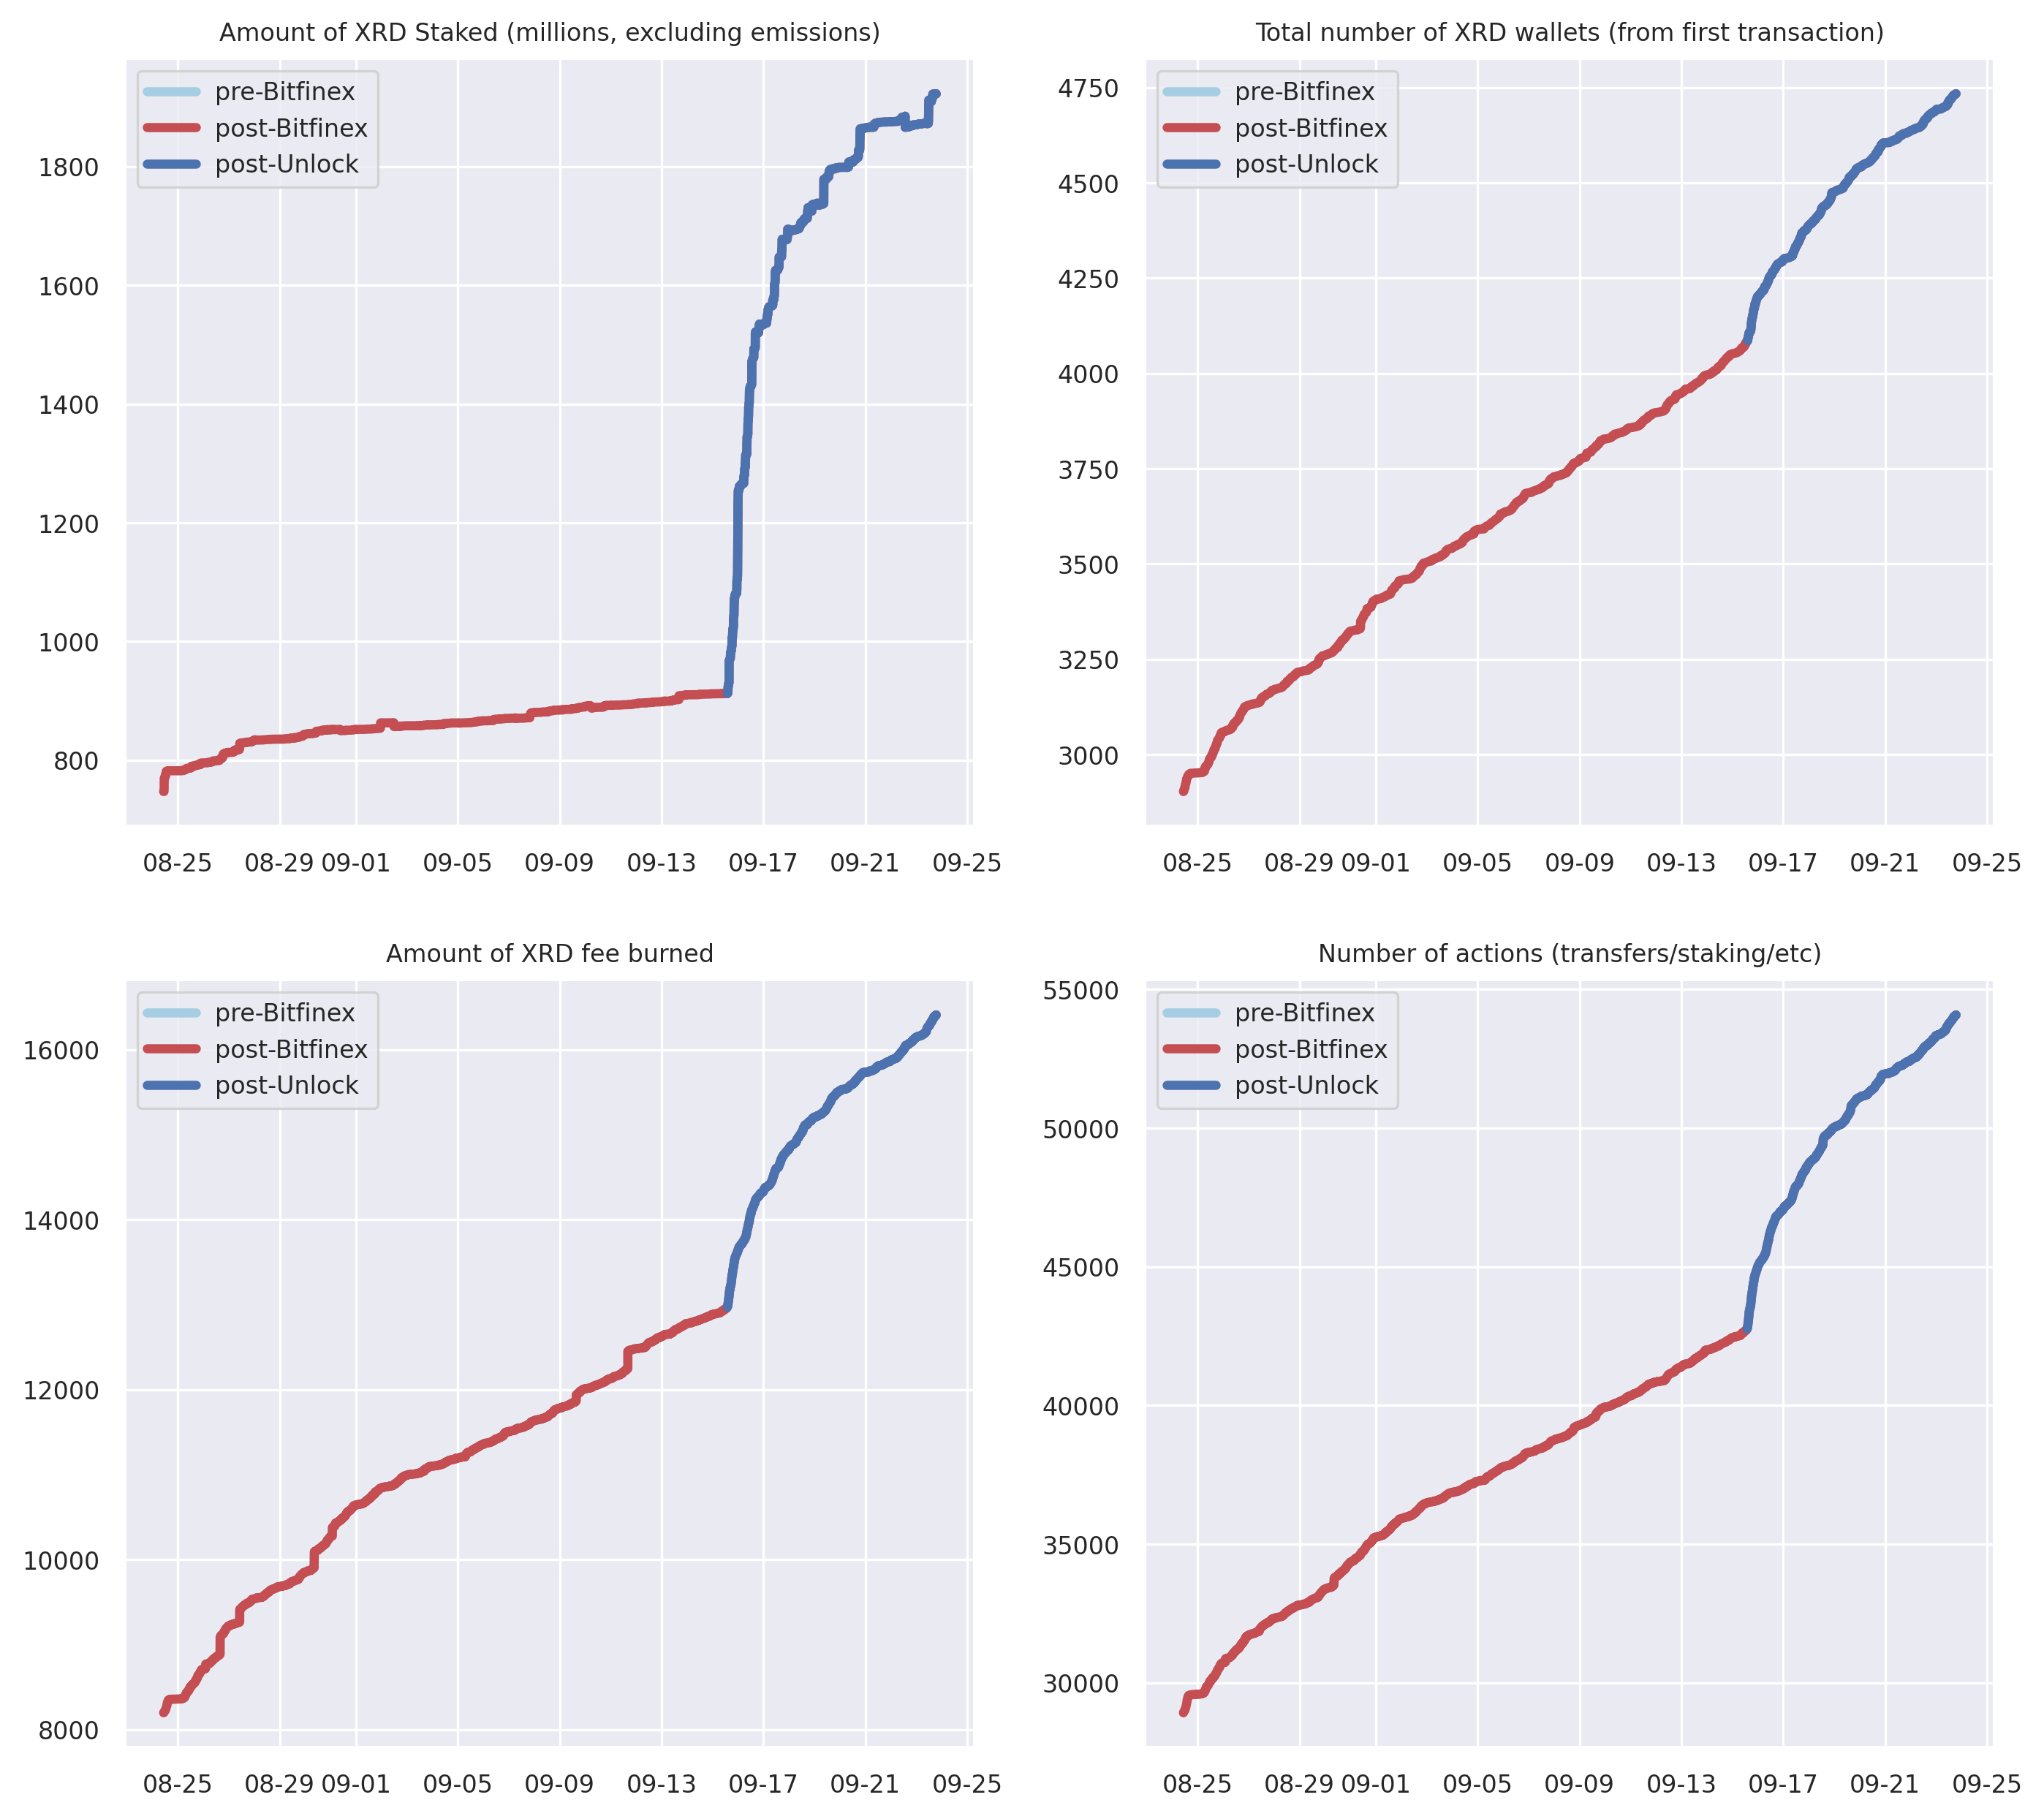 Amount of XRD Staked (millions, excluding emissions)
pre-Bitfinex
post-Bitfinex
post-Unlock
1800
1600
1400
1200
1000
800
08-25 08-29 09-01 09-05 09-09 09-13 09-17 09-21 09-25
Total number of XRD wallets (from first transaction)
pre-Bitfinex
post-Bitfinex
post-Unlock
4750
4500
4250
4000
3750
3500
3250
3000
08-25 08-29 09-01 09-05 09-09 09-13 09-17 09-21 09-25
Amount of XRD fee burned
pre-Bitfinex
post-Bitfinex
post-Unlock
16000
14000
12000
10000
8000
08-25 08-29 09-01 09-05 09-09 09-13 09-17 09-21 09-25
Number of actions (transfers/staking/etc)
pre-Bitfinex
post-Bitfinex
post-Unlock
55000
50000
45000
40000
35000
30000
08-25 08-29 09-01 09-05 09-09 09-13 09-17 09-21 09-25